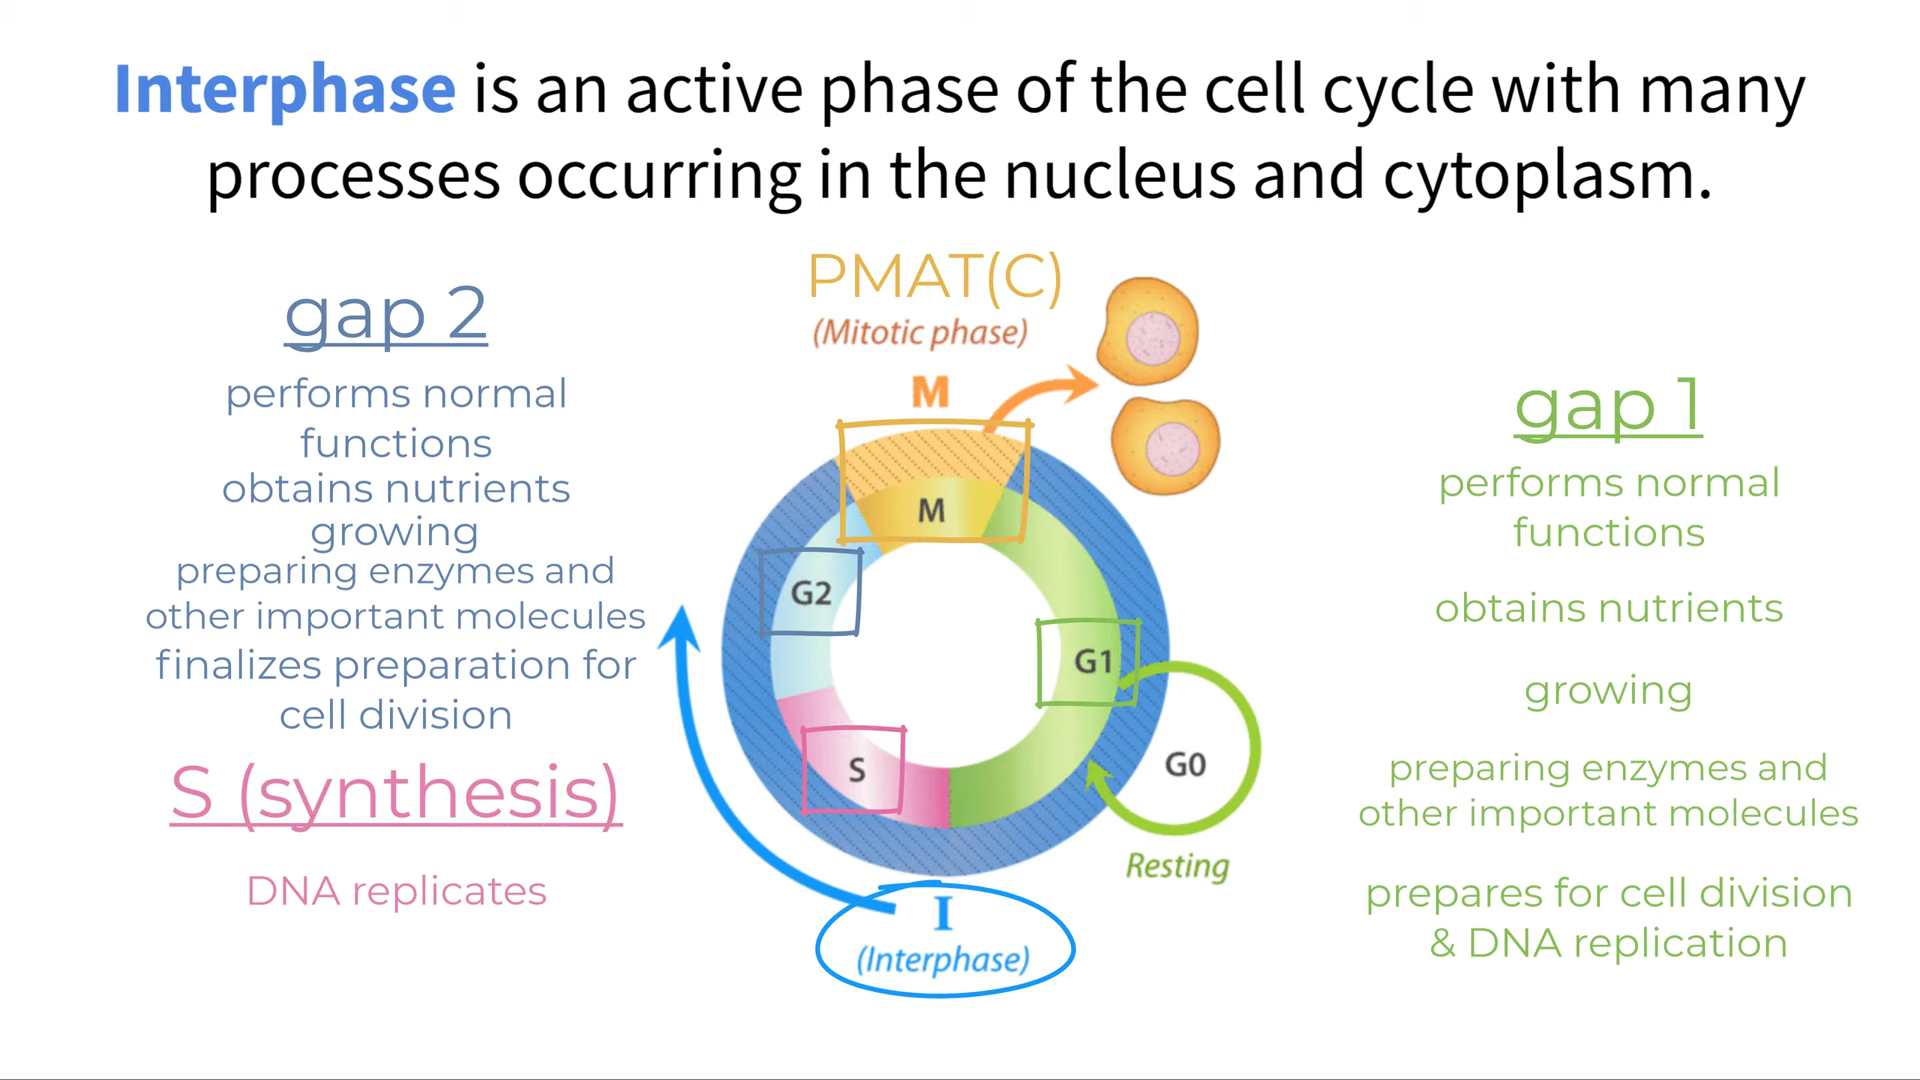 Interphase is an active phase of the cell cycle with many
processes occurring in the nucleus and cytoplasm.
gap 2
performs normal
functions
obtains nutrients
growing
preparing enzymes and
other important molecules
finalizes preparation for
cell division
S (synthesis)
DNA replicates
PMAT(C)
(Mitotic phase)
M
M
G2
G1
S
G0
Resting
I
(Interphase)
gap 1
performs normal
functions
obtains nutrients
growing
preparing enzymes and
other important molecules
prepares for cell division
& DNA replication